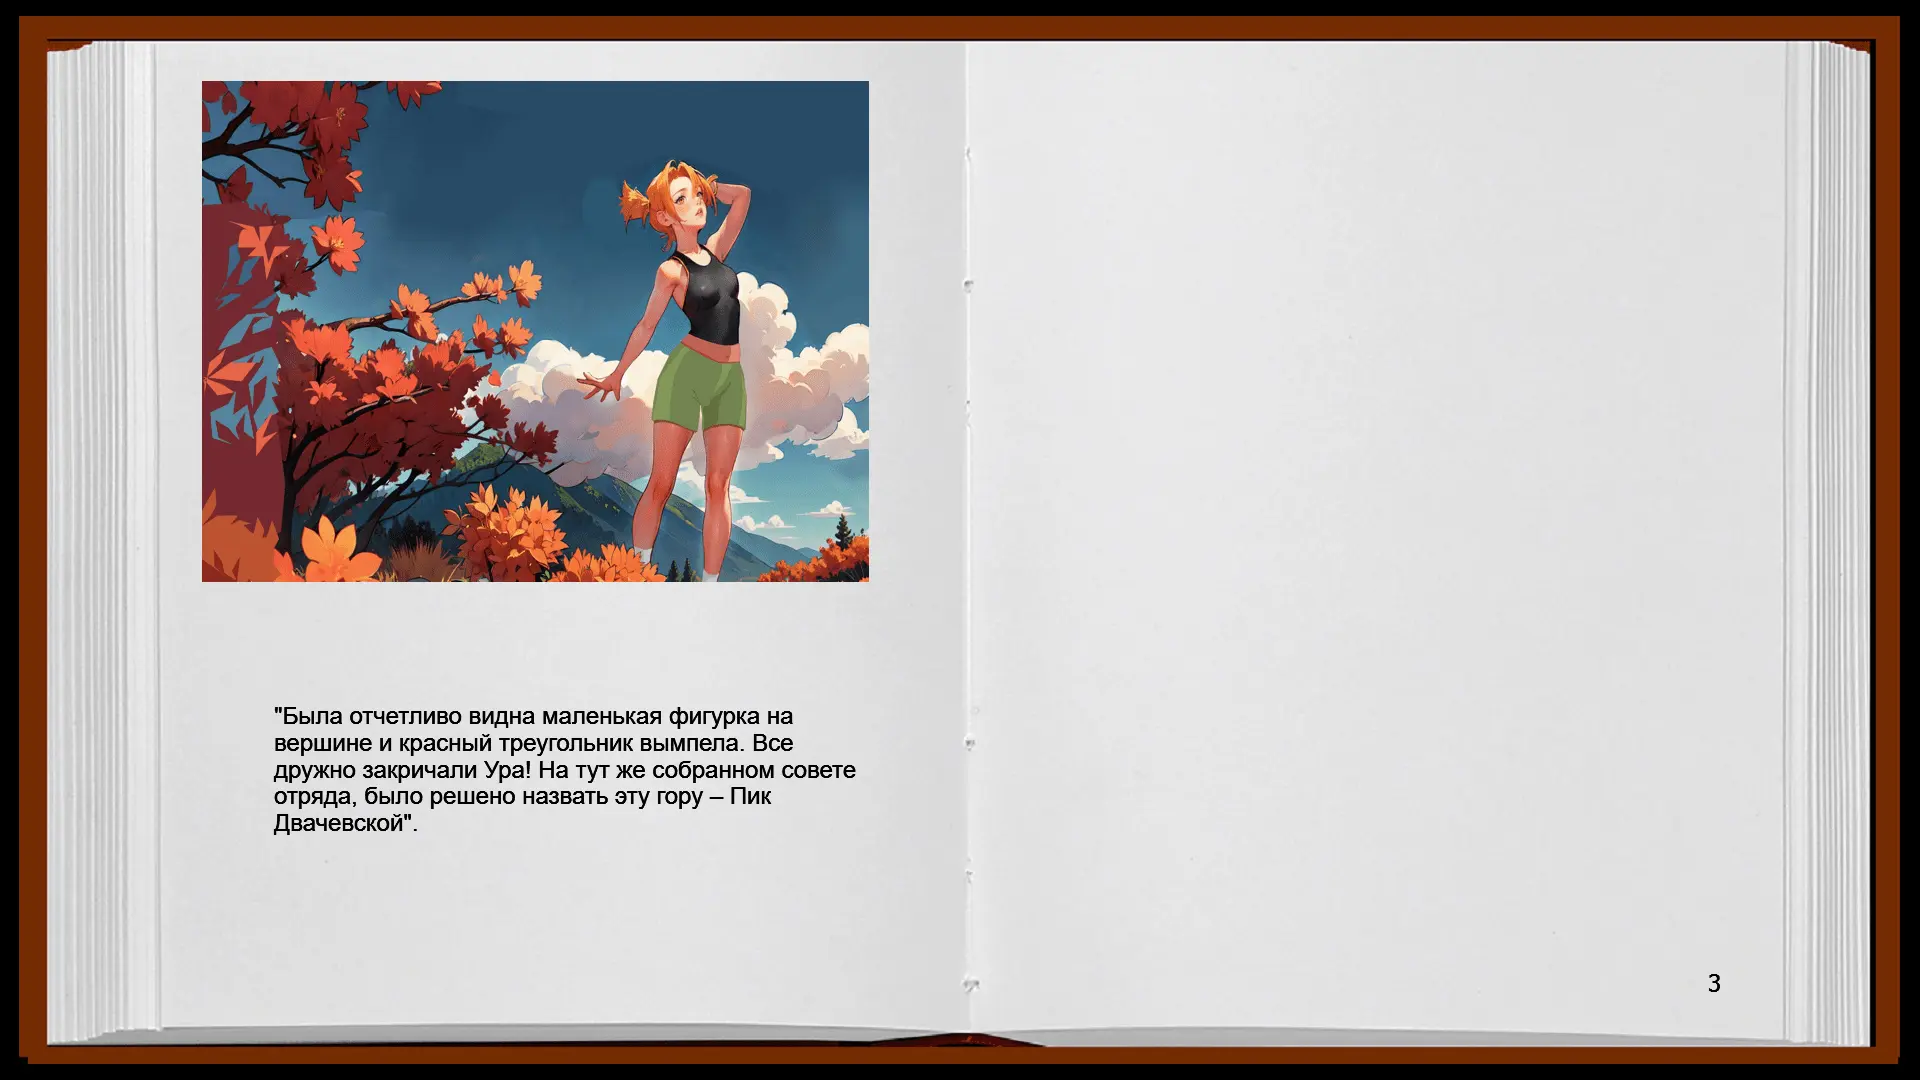 "Была отчетливо видна маленькая фигурка на
вершине и красный треугольник вымпела. Все
дружно закричали Ура! На тут же собранном совете
отряда, было решено назвать эту гору – Пик
Двачевской".
3